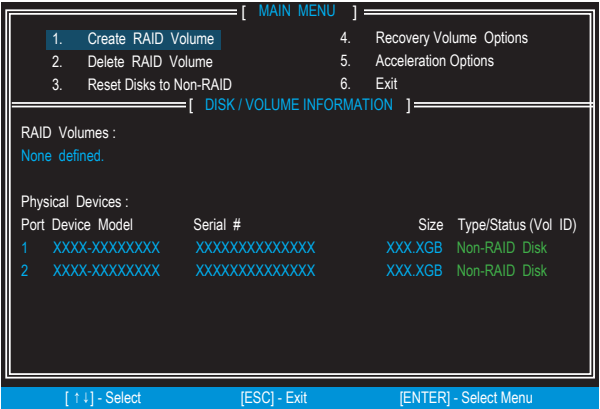 [ MAIN MENU ]
1. Create RAID Volume 4. Recovery Volume Options
2. Delete RAID Volume 5. Acceleration Options
3. Reset Disks to Non-RAID 6. Exit
[ DISK / VOLUME INFORMATION ]
RAID Volumes :
None defined.
Physical Devices :
Port Device Model Serial # Size Type/Status (Vol ID)
1 XXXX-XXXXXXXX XXXXXXXXXXXXXX XXX.XGB Non-RAID Disk
2 XXXX-XXXXXXXX XXXXXXXXXXXXXX XXX.XGB Non-RAID Disk
[ ↑↓] - Select [ESC] - Exit [ENTER] - Select Menu